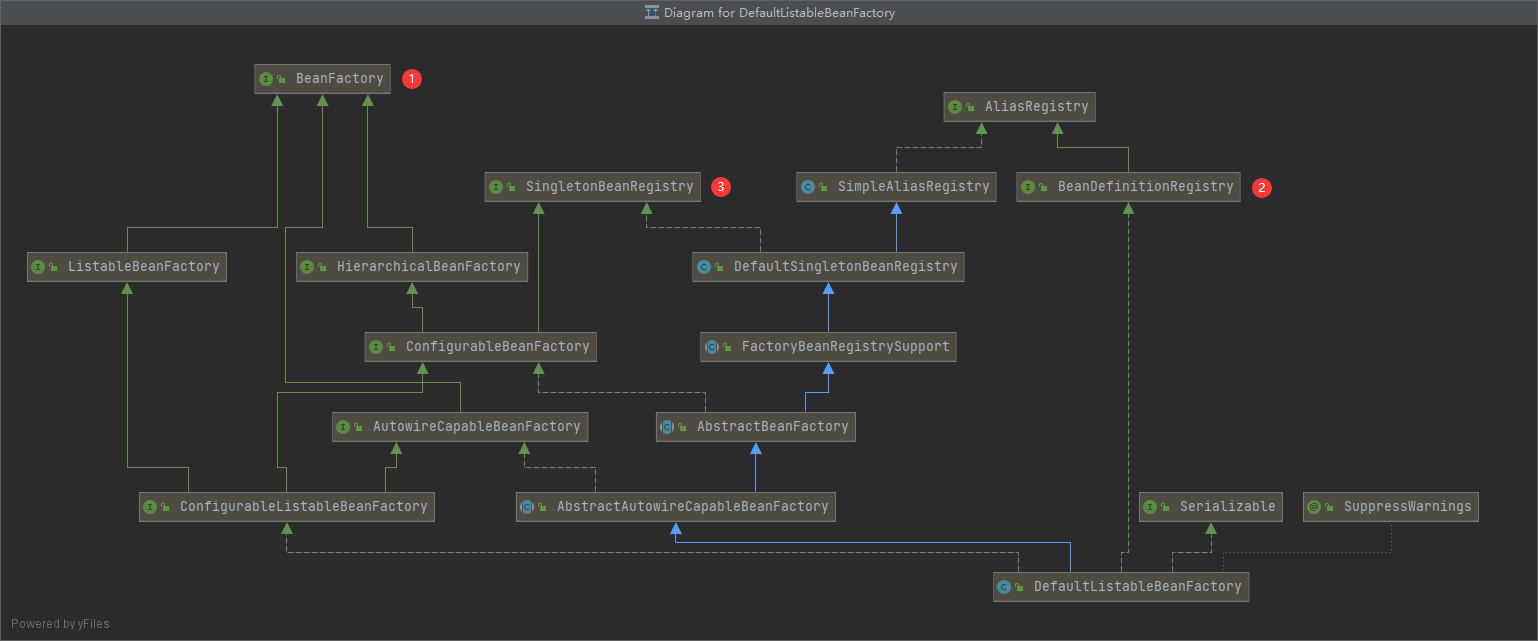 Diagram for DefaultListableBeanFactory
I BeanFactory 1
I AliasRegistry
I SingletonBeanRegistry 3
C SimpleAliasRegistry
I BeanDefinitionRegistry 2
I ListableBeanFactory
I HierarchicalBeanFactory
C DefaultSingletonBeanRegistry
I ConfigurableBeanFactory
C FactoryBeanRegistrySupport
I AutowireCapableBeanFactory
C AbstractBeanFactory
I ConfigurableListableBeanFactory
C AbstractAutowireCapableBeanFactory
I Serializable
@ SuppressWarnings
C DefaultListableBeanFactory
Powered by yFiles